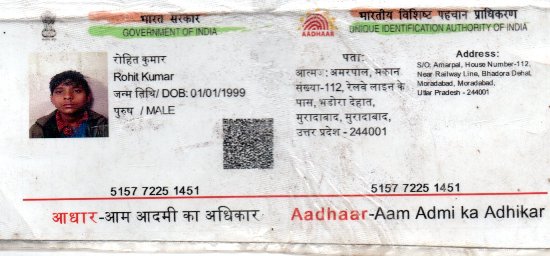 भारत सरकार
GOVERNMENT OF INDIA
रोहित कुमार
Rohit Kumar
जन्म तिथि/ DOB: 01/01/1999
पुरुष / MALE
5157 7225 1451
आधार-आम आदमी का अधिकार
AADHAAR
भारतीय विशिष्ट पहचान प्राधिकरण
UNIQUE IDENTIFICATION AUTHORITY OF INDIA
पता:
आत्मज: अमरपाल, मकान
संख्या-112, रेलवे लाइन के
पास, भडोरा देहात,
मुरादाबाद, मुरादाबाद,
उत्तर प्रदेश - 244001
Address:
S/O: Amarpal, House Number-112,
Near Railway Line, Bhadora Dehat,
Moradabad, Moradabad,
Uttar Pradesh - 244001
5157 7225 1451
Aadhaar-Aam Admi ka Adhikar